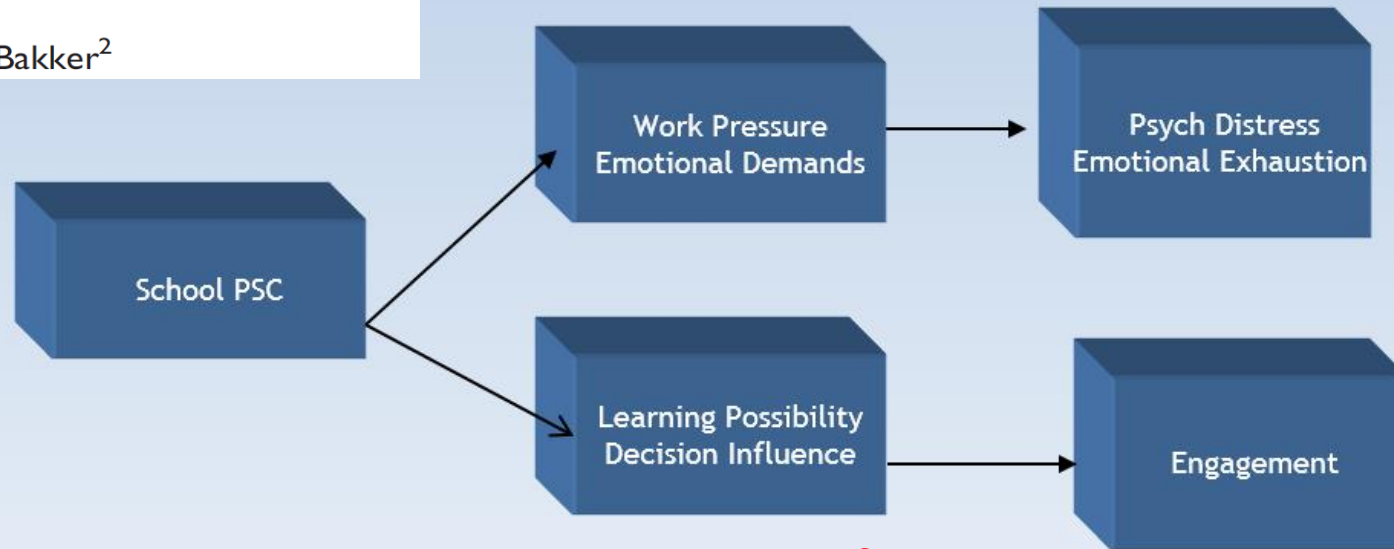 Bakker2
Work Pressure
Emotional Demands
Psych Distress
Emotional Exhaustion
School PSC
Learning Possibility
Decision Influence
Engagement